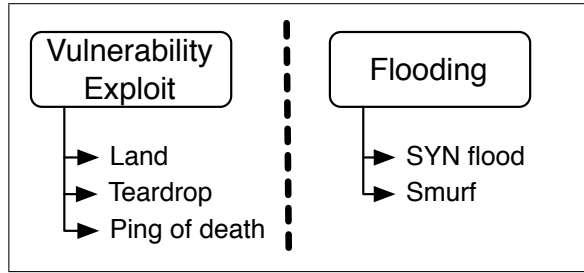 Vulnerability
Exploit
Land
Teardrop
Ping of death
Flooding
SYN flood
Smurf